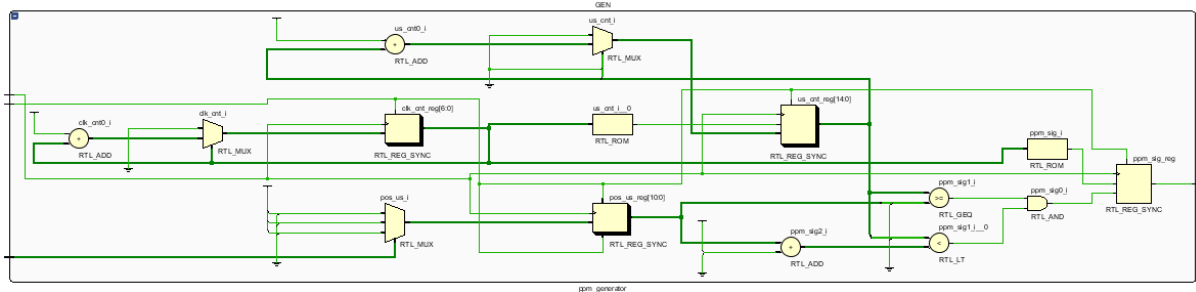 GEN
us_cnt_i
us_cnt0_i
RTL_MUX
RTL_ADD
clk_cnt_i
clk_cnt_reg[6:0]
us_cnt_i__0
us_cnt_reg[14:0]
clk_cnt0_i
RTL_MUX
RTL_ROM
RTL_ADD
RTL_REG_SYNC
RTL_REG_SYNC
ppm_sig_i
RTL_ROM
ppm_sig_reg
pos_us_i
pos_us_reg[10:0]
ppm_sig1_i
ppm_sig0_i
RTL_REG_SYNC
RTL_GEQ
RTL_AND
RTL_MUX
RTL_REG_SYNC
ppm_sig2_i
ppm_sig1_i__0
RTL_ADD
RTL_LT
ppm_generator